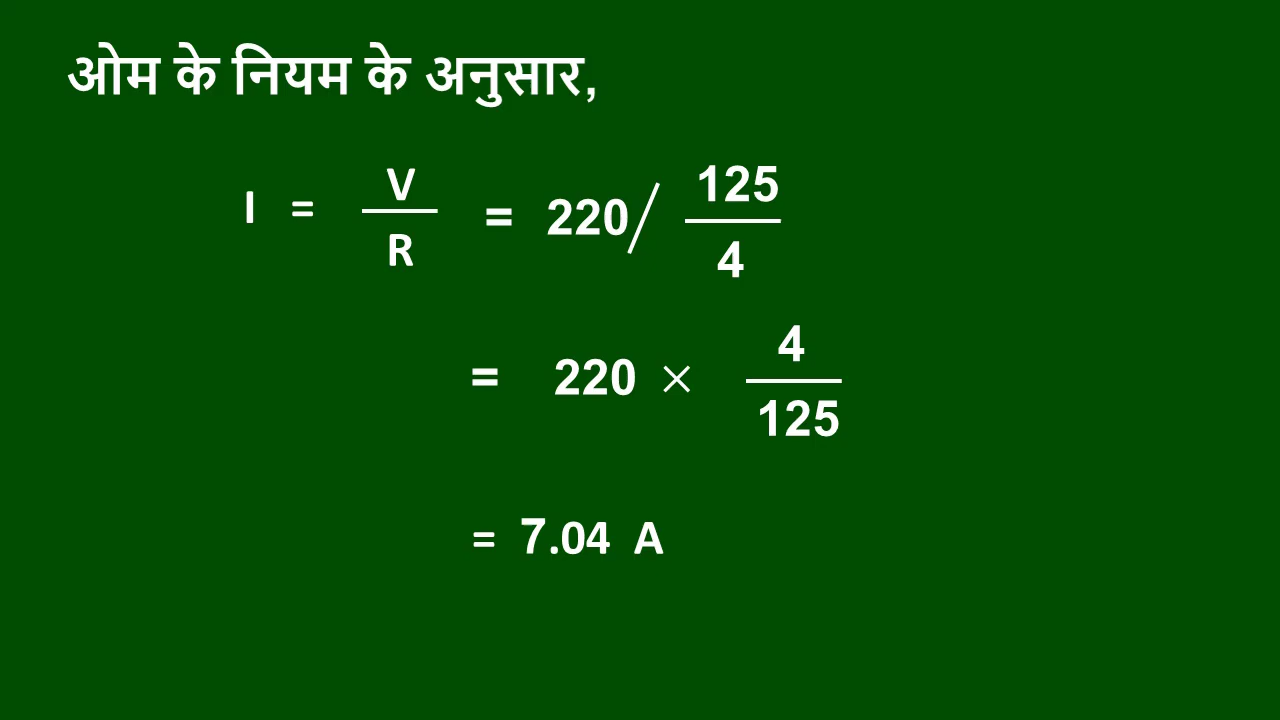 ओम के नियम के अनुसार,
I = V/R = 220/ 125/4
= 220 × 4/125
= 7.04 A